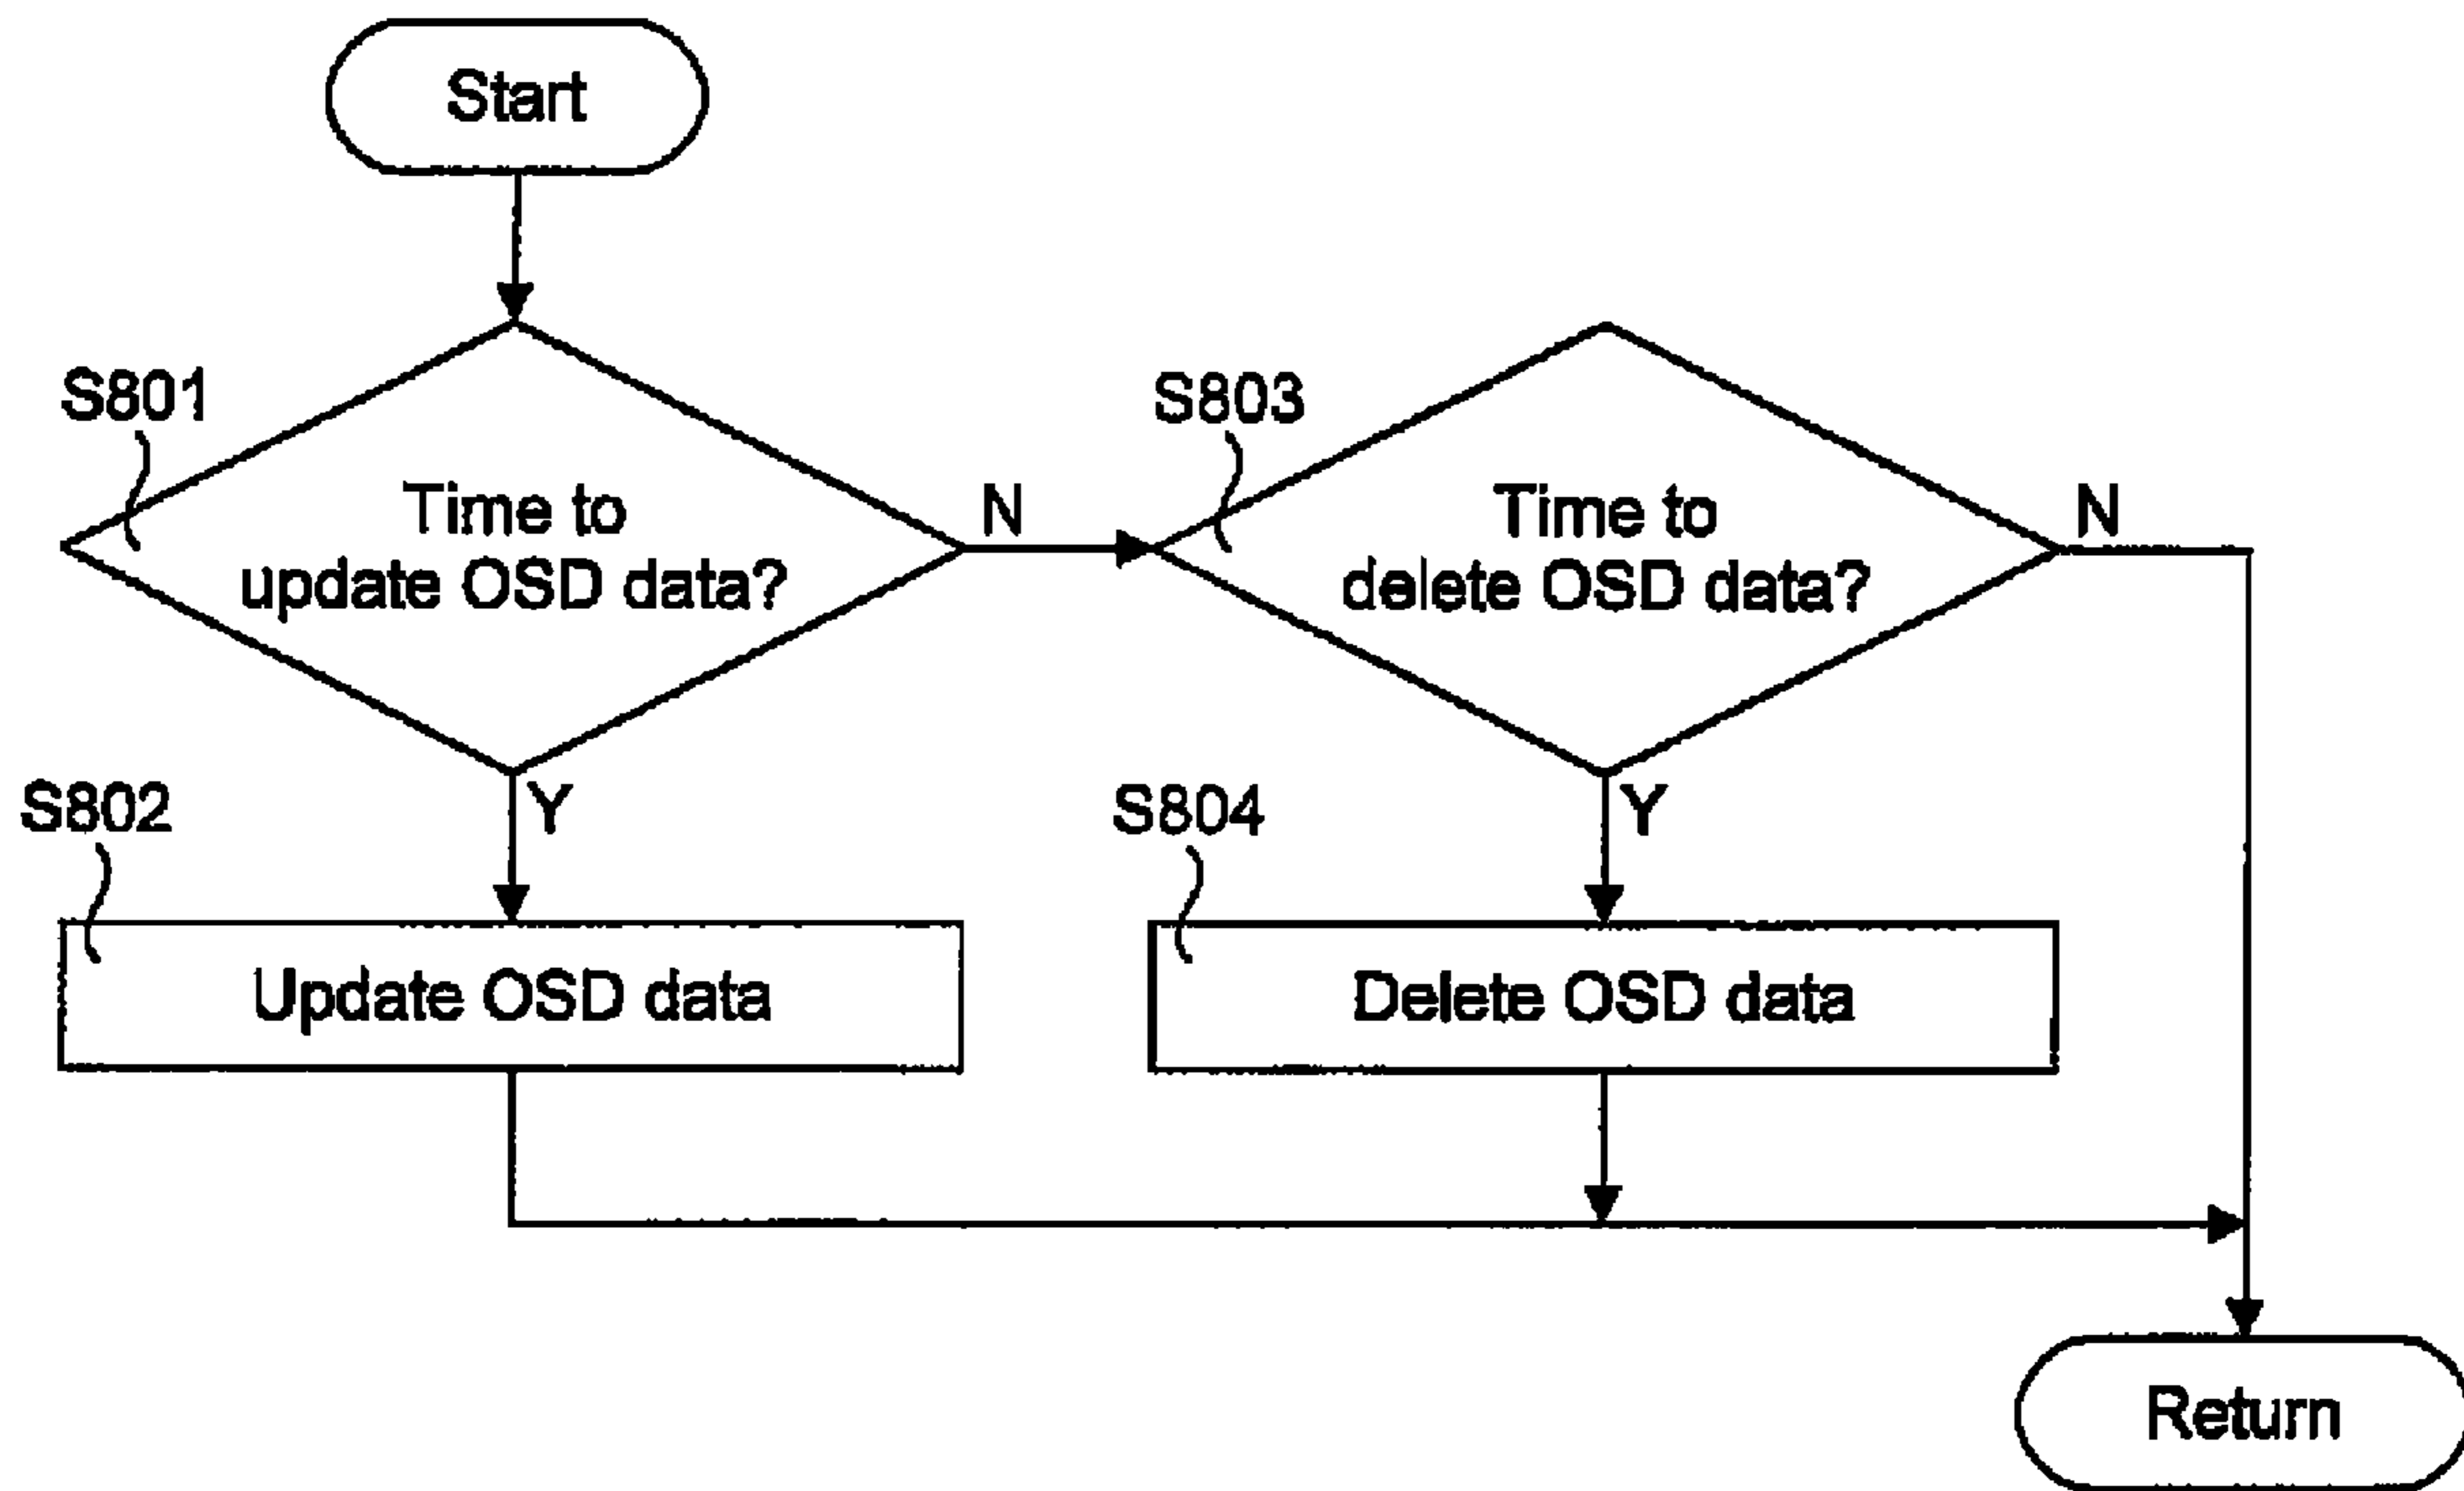 Start
S801
Time to
update OSD data?
N
S803
Time to
delete OSD data?
N
S802
Y
Update OSD data
S804
Y
Delete OSD data
Return